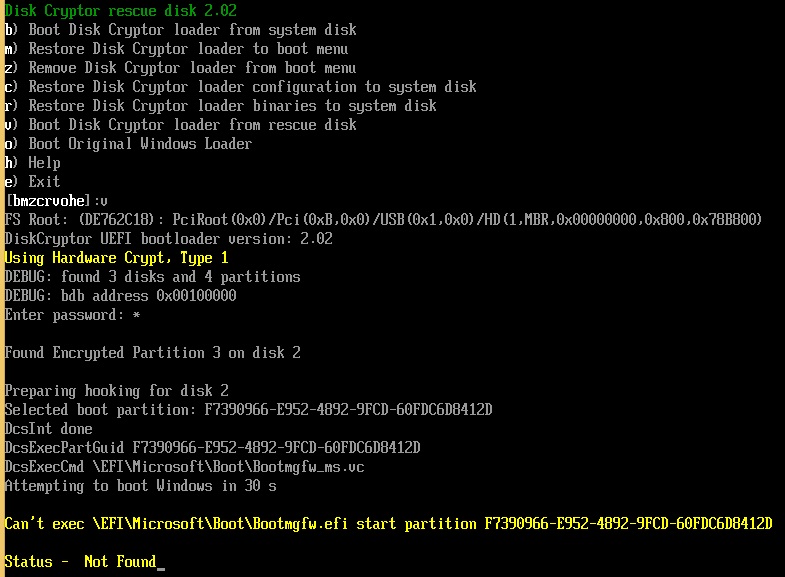 Disk Cryptor rescue disk 2.02
b) Boot Disk Cryptor loader from system disk
m) Restore Disk Cryptor loader to boot menu
z) Remove Disk Cryptor loader from boot menu
c) Restore Disk Cryptor loader configuration to system disk
r) Restore Disk Cryptor loader binaries to system disk
v) Boot Disk Cryptor loader from rescue disk
o) Boot Original Windows Loader
h) Help
e) Exit
[bmzcrvohe]:v
FS Root: (DE762C18): PciRoot(0x0)/Pci(0xB,0x0)/USB(0x1,0x0)/HD(1,MBR,0x00000000,0x800,0x78B800)
DiskCryptor UEFI bootloader version: 2.02
Using Hardware Crypt, Type 1
DEBUG: found 3 disks and 4 partitions
DEBUG: bdb address 0x00100000
Enter password: *
Found Encrypted Partition 3 on disk 2
Preparing hooking for disk 2
Selected boot partition: F7390966-E952-4892-9FCD-60FDC6D8412D
DcsInt done
DcsExecPartGuid F7390966-E952-4892-9FCD-60FDC6D8412D
DcsExecCmd \EFI\Microsoft\Boot\Bootmgfw_ms.vc
Attempting to boot Windows in 30 s
Can't exec \EFI\Microsoft\Boot\Bootmgfw.efi start partition F7390966-E952-4892-9FCD-60FDC6D8412D
Status -  Not Found_